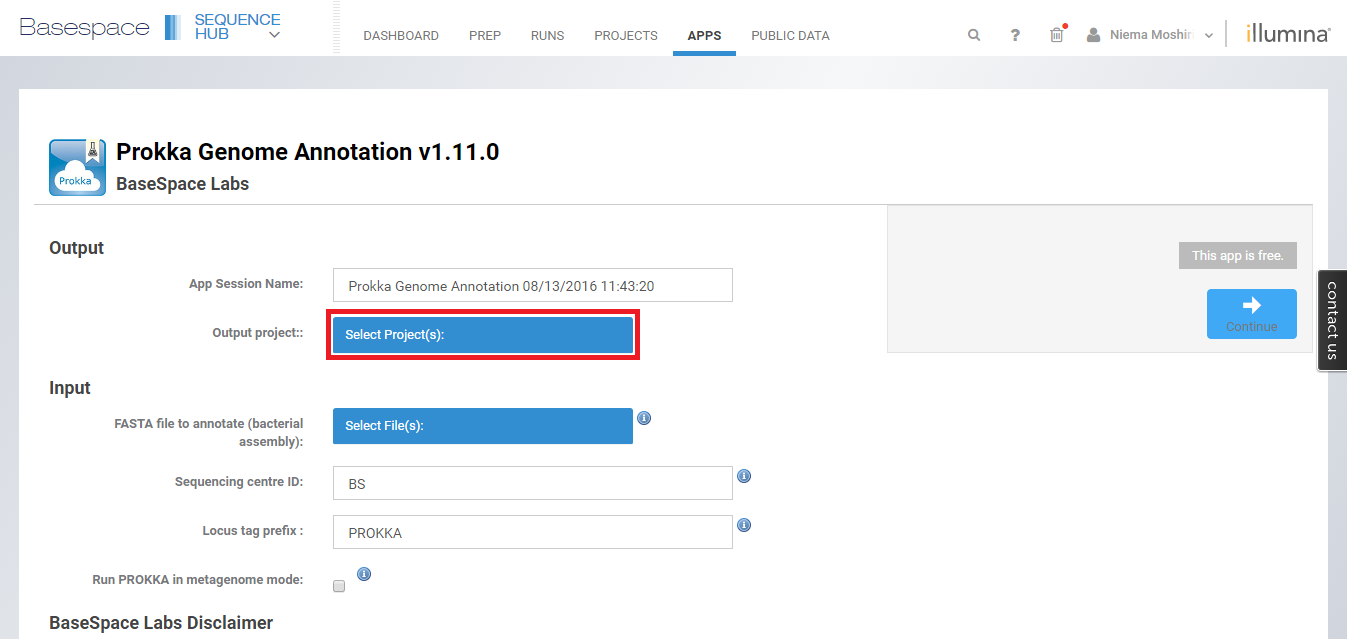 Basespace SEQUENCE HUB
DASHBOARD PREP RUNS PROJECTS APPS PUBLIC DATA ? Niema Moshiri illumina®
Prokka
Prokka Genome Annotation v1.11.0
BaseSpace Labs
Output
This app is free.
App Session Name: Prokka Genome Annotation 08/13/2016 11:43:20
Continue
Output project:: Select Project(s):
contact us
Input
FASTA file to annotate (bacterial
assembly): Select File(s):
Sequencing centre ID: BS
Locus tag prefix : PROKKA
Run PROKKA in metagenome mode:
BaseSpace Labs Disclaimer